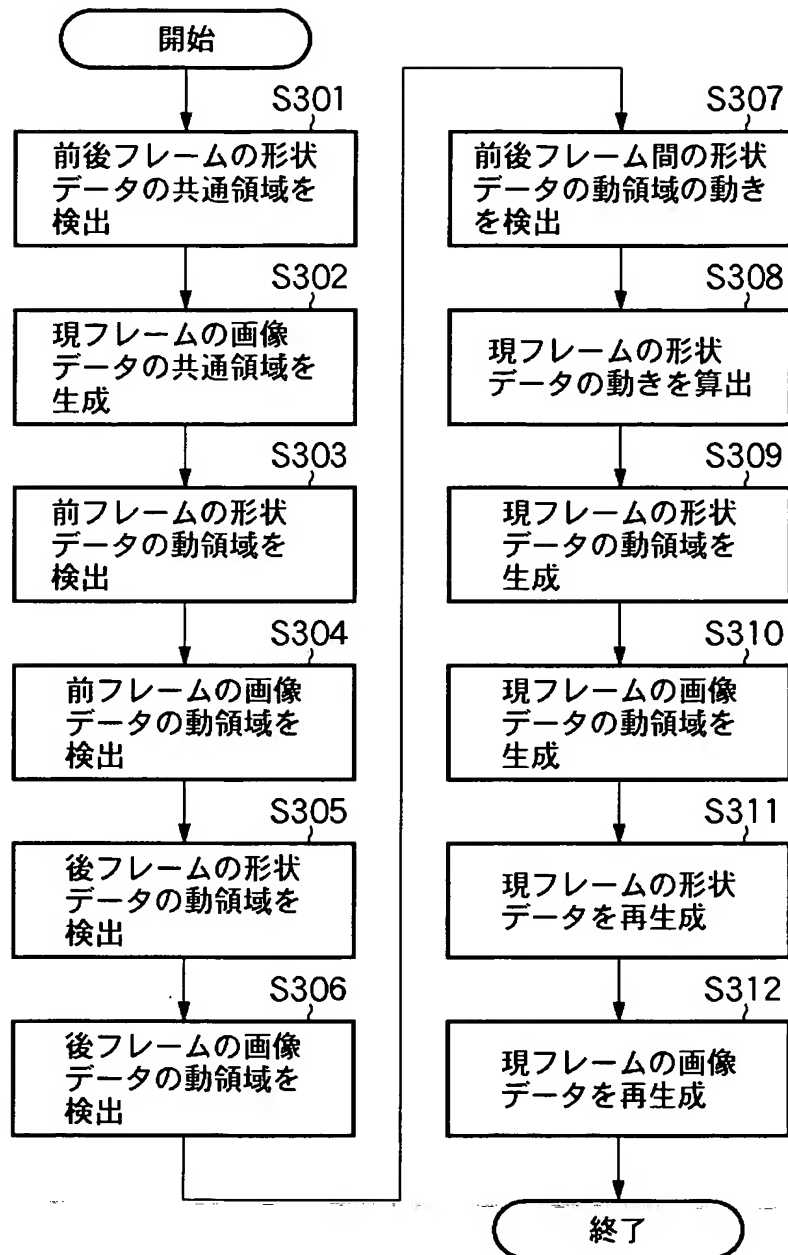 開始
S301
前後フレームの形状
データの共通領域を
検出
S302
現フレームの画像
データの共通領域を
生成
S303
前フレームの形状
データの動領域を
検出
S304
前フレームの画像
データの動領域を
検出
S305
後フレームの形状
データの動領域を
検出
S306
後フレームの画像
データの動領域を
検出
S307
前後フレーム間の形状
データの動領域の動き
を検出
S308
現フレームの形状
データの動きを算出
S309
現フレームの形状
データの動領域を
生成
S310
現フレームの画像
データの動領域を
生成
S311
現フレームの形状
データを再生成
S312
現フレームの画像
データを再生成
終了